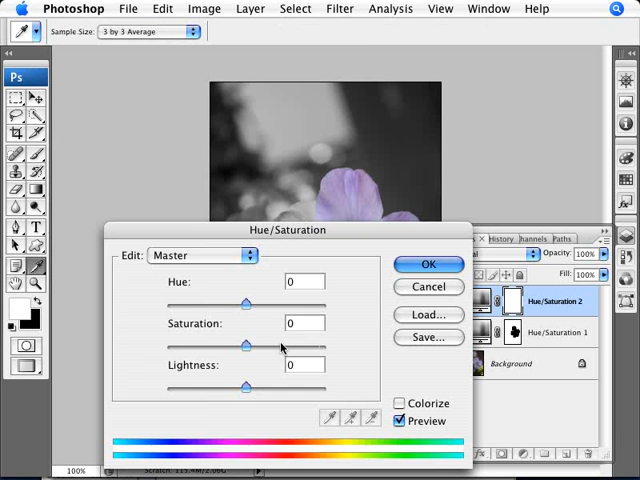 Photoshop File Edit Image Layer Select Filter Analysis View Window Help
Sample Size: 3 by 3 Average
Ps
Hue/Saturation
History Channels Paths
Edit: Master
Opacity: 100%
OK
Hue: 0
Fill: 100%
Cancel
Hue/Saturation 2
Load...
Saturation: 0
Hue/Saturation 1
Save...
Lightness: 0
Background
Colorize
Preview
100%
Scratch: 115.4M/2.06G